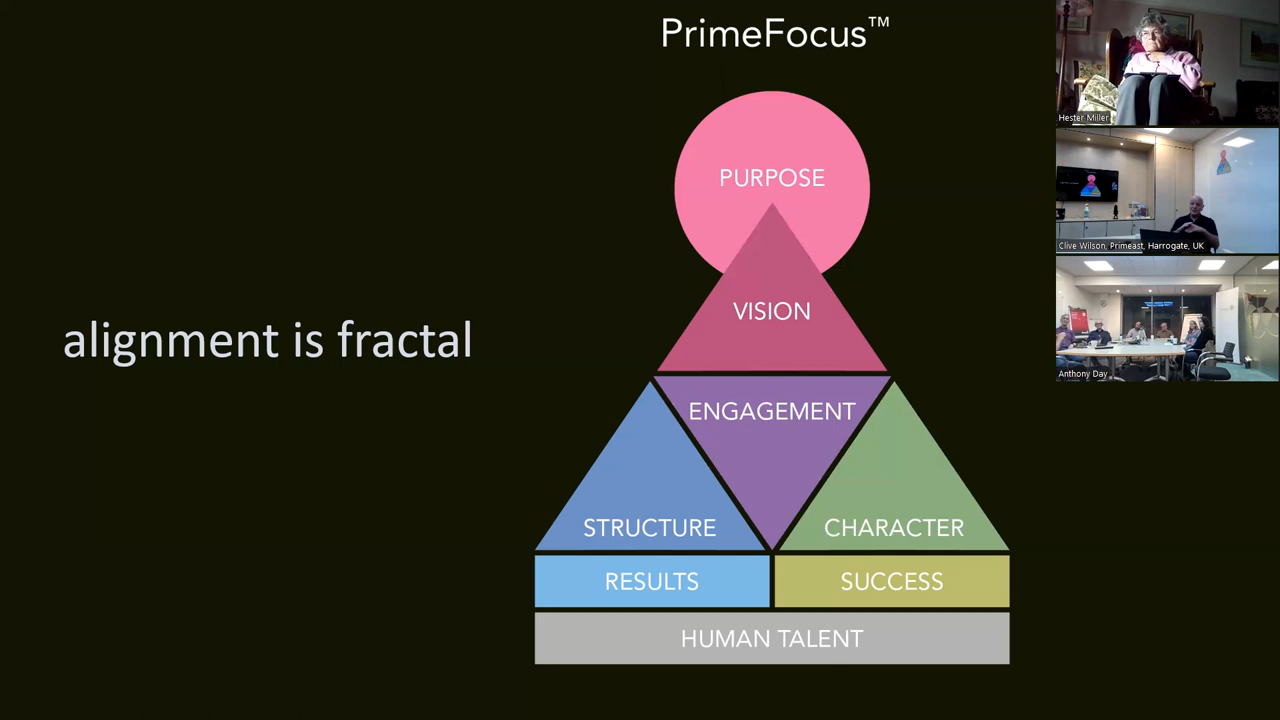 PrimeFocus™
PURPOSE
VISION
ENGAGEMENT
STRUCTURE
CHARACTER
RESULTS
SUCCESS
HUMAN TALENT
alignment is fractal
Hester Miller
Clive Wilson, Primeast, Harrogate, UK
Anthony Day